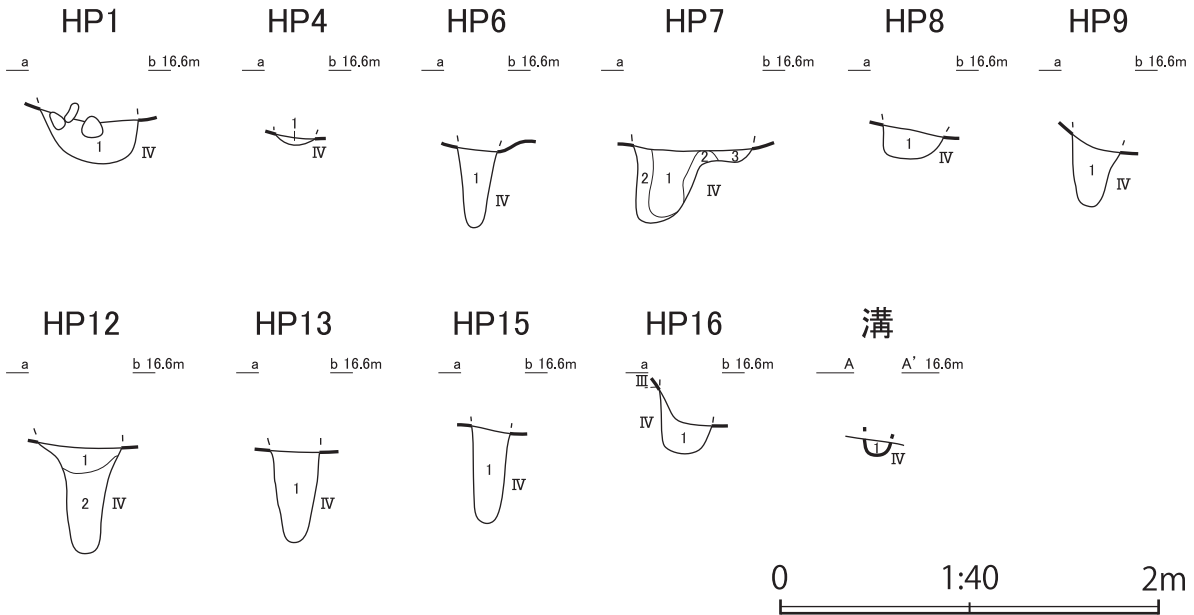 HP1
a b 16.6m
1 Ⅳ
HP4
a b 16.6m
1
Ⅳ
HP6
a b 16.6m
1
Ⅳ
HP7
a b 16.6m
2 3
2 1 Ⅳ
HP8
a b 16.6m
1
Ⅳ
HP9
a b 16.6m
1 Ⅳ
HP12
a b 16.6m
1
2 Ⅳ
HP13
a b 16.6m
1
Ⅳ
HP15
a b 16.6m
1
Ⅳ
HP16
a b 16.6m
Ⅲ
Ⅳ
1
溝
A A' 16.6m
1
Ⅳ
0 1:40 2m